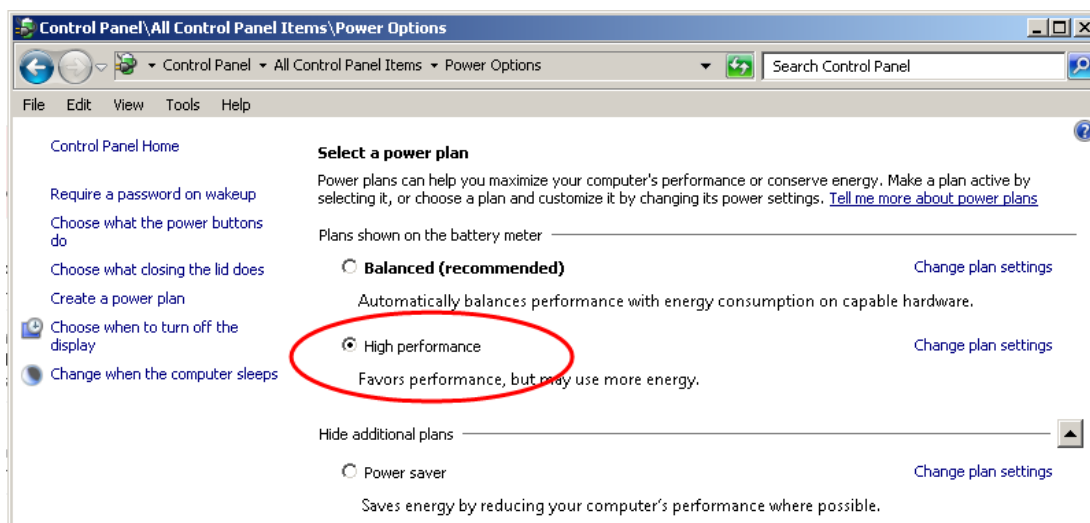 Control Panel\All Control Panel Items\Power Options
Control Panel All Control Panel Items Power Options
Search Control Panel
File Edit View Tools Help
Control Panel Home
Require a password on wakeup
Choose what the power buttons
do
Choose what closing the lid does
Create a power plan
Choose when to turn off the
display
Change when the computer sleeps
Select a power plan
Power plans can help you maximize your computer's performance or conserve energy. Make a plan active by
selecting it, or choose a plan and customize it by changing its power settings. Tell me more about power plans
Plans shown on the battery meter
Balanced (recommended) Change plan settings
Automatically balances performance with energy consumption on capable hardware.
High performance Change plan settings
Favors performance, but may use more energy.
Hide additional plans
Power saver Change plan settings
Saves energy by reducing your computer's performance where possible.